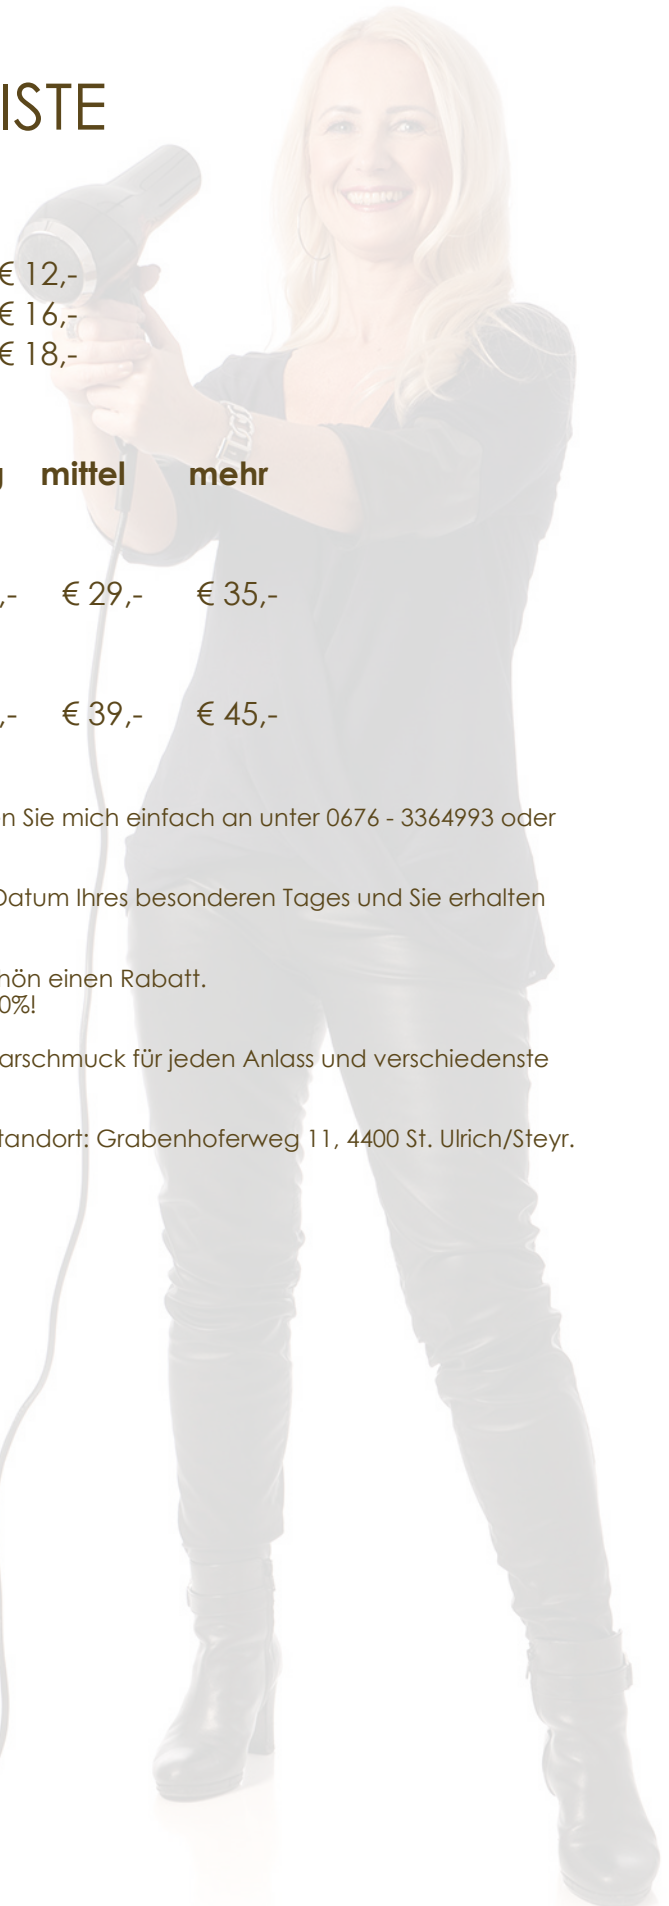 ISTE
€ 12,-
€ 16,-
€ 18,-
g mittel mehr
,- € 29,- € 35,-
,- € 39,- € 45,-
n Sie mich einfach an unter 0676 - 3364993 oder
Datum Ihres besonderen Tages und Sie erhalten
hön einen Rabatt.
0%!
arschmuck für jeden Anlass und verschiedenste
tandort: Grabenhoferweg 11, 4400 St. Ulrich/Steyr.